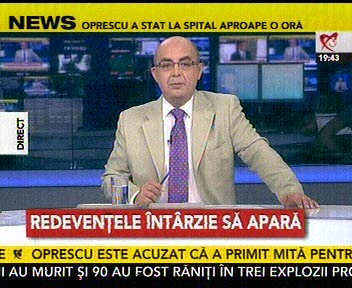 NEWS OPRESCU A STAT LA SPITAL APROAPE O ORĂ
19:43
DIRECT
REDEVENȚELE ÎNTÂRZIE SĂ APARĂ
E OPRESCU ESTE ACUZAT CĂ A PRIMIT MITĂ PENTR
I AU MURIT ȘI 90 AU FOST RĂNIȚI ÎN TREI EXPLOZII PRO